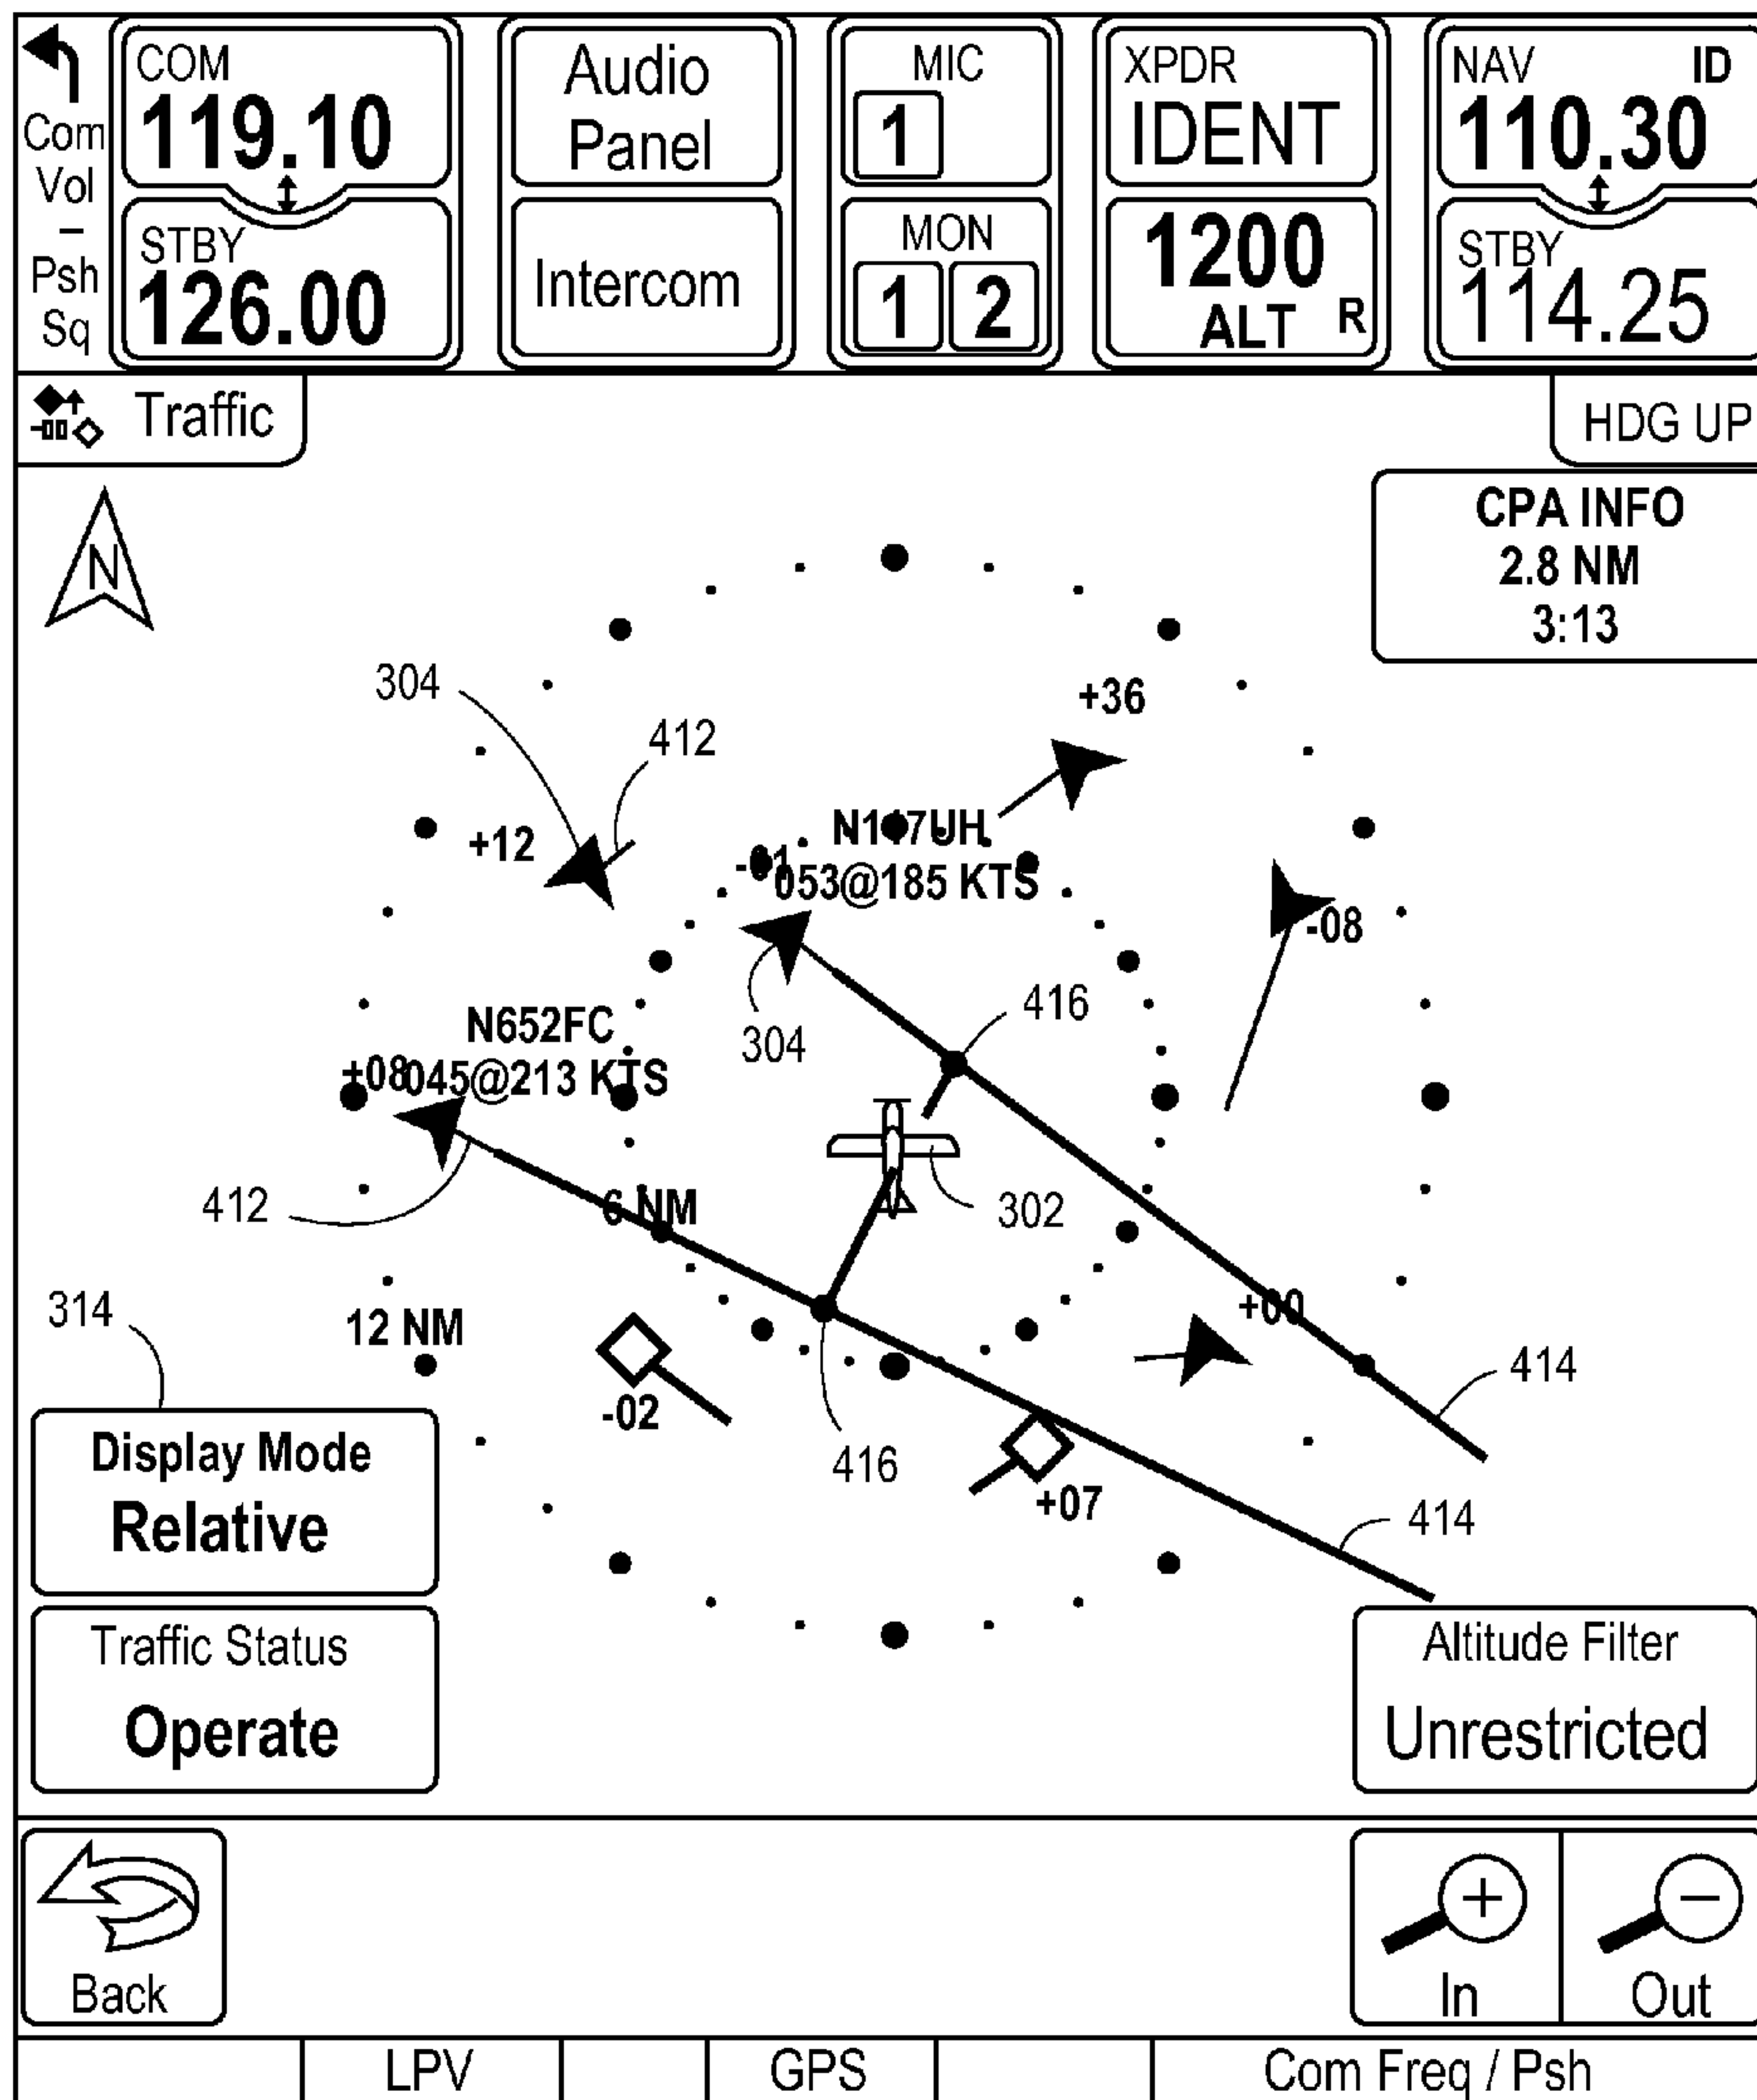 Com
Vol
–
Psh
Sq
COM
119.10
STBY
126.00
Audio
Panel
Intercom
MIC
1
MON
1 2
XPDR
IDENT
1200
ALT R
NAV ID
110.30
STBY
114.25
Traffic
HDG UP
N
CPA INFO
2.8 NM
3:13
304
412
+36
+12
N117UH
-01
053@185 KTS
-08
304
416
N652FC
+08
045@213 KTS
412
6 NM
302
314
12 NM
+00
414
-02
416
+07
414
Display Mode
Relative
Traffic Status
Operate
Altitude Filter
Unrestricted
Back
In
Out
LPV
GPS
Com Freq / Psh